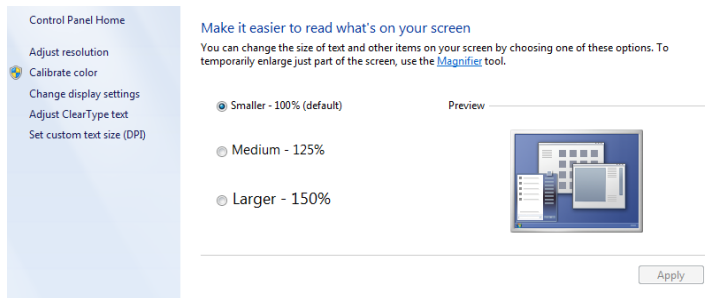 Control Panel Home
Adjust resolution
Calibrate color
Change display settings
Adjust ClearType text
Set custom text size (DPI)
Make it easier to read what's on your screen
You can change the size of text and other items on your screen by choosing one of these options. To
temporarily enlarge just part of the screen, use the Magnifier tool.
Smaller - 100% (default)
Preview
Medium - 125%
Larger - 150%
Apply